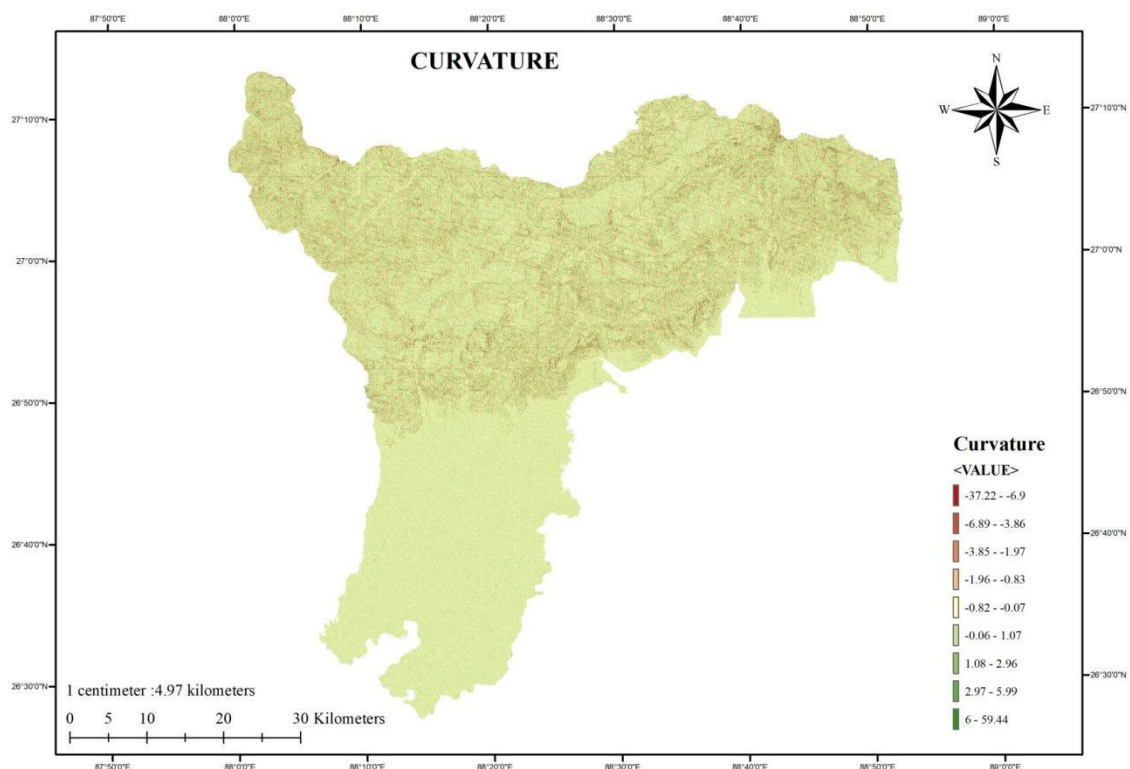 87°50'0"E 88°0'0"E 88°10'0"E 88°20'0"E 88°30'0"E 88°40'0"E 88°50'0"E 89°0'0"E
CURVATURE
N
W E
S
27°10'0"N 27°10'0"N
27°0'0"N 27°0'0"N
26°50'0"N 26°50'0"N
26°40'0"N 26°40'0"N
26°30'0"N 26°30'0"N
Curvature
<VALUE>
-37.22 - -6.9
-6.89 - -3.86
-3.85 - -1.97
-1.96 - -0.83
-0.82 - -0.07
-0.06 - 1.07
1.08 - 2.96
2.97 - 5.99
6 - 59.44
1 centimeter :4.97 kilometers
0 5 10 20 30 Kilometers
87°50'0"E 88°0'0"E 88°10'0"E 88°20'0"E 88°30'0"E 88°40'0"E 88°50'0"E 89°0'0"E